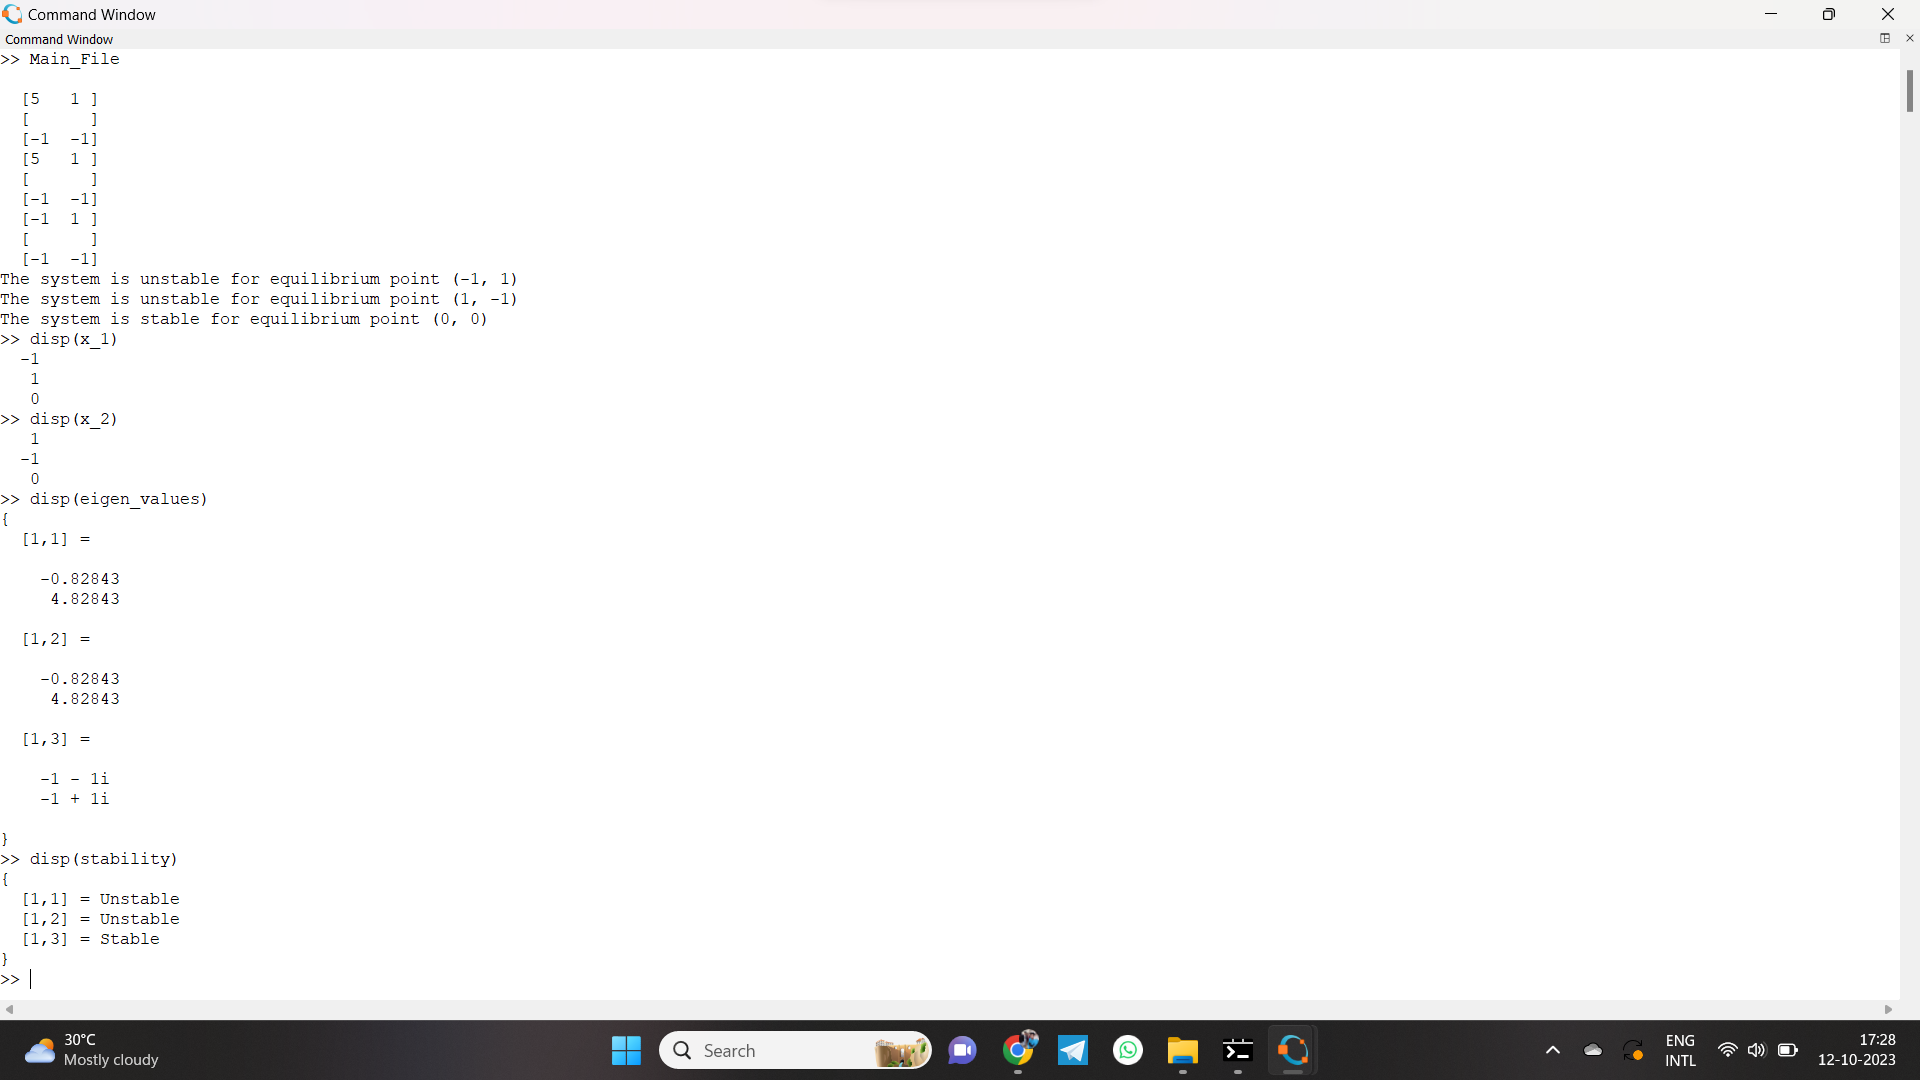 Command Window
Command Window
>> Main_File
[5   1 ]
[      ]
[-1  -1]
[5   1 ]
[      ]
[-1  -1]
[-1  1 ]
[      ]
[-1  -1]
The system is unstable for equilibrium point (-1, 1)
The system is unstable for equilibrium point (1, -1)
The system is stable for equilibrium point (0, 0)
>> disp(x_1)
-1
1
0
>> disp(x_2)
1
-1
0
>> disp(eigen_values)
{
[1,1] =
-0.82843
4.82843
[1,2] =
-0.82843
4.82843
[1,3] =
-1 - 1i
-1 + 1i
}
>> disp(stability)
{
[1,1] = Unstable
[1,2] = Unstable
[1,3] = Stable
}
>>
30°C
Mostly cloudy
Search
ENG
INTL
17:28
12-10-2023